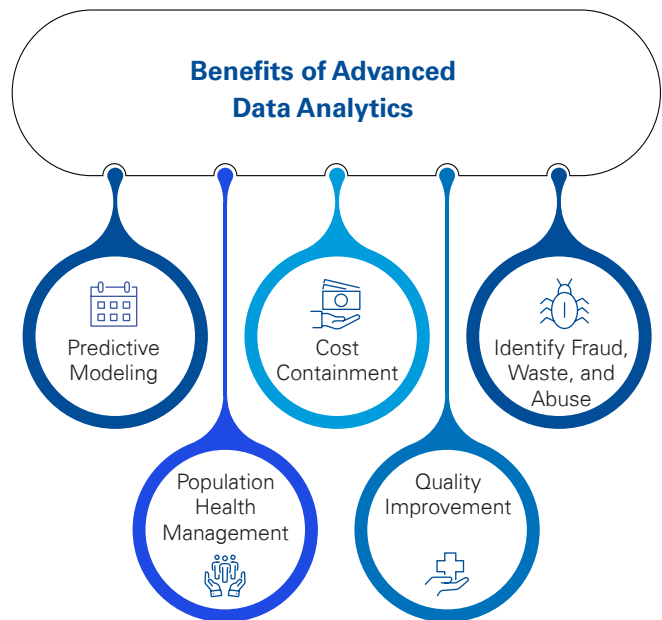 Benefits of Advanced
Data Analytics
Predictive
Modeling
Cost
Containment
Identify Fraud,
Waste, and
Abuse
Population
Health
Management
Quality
Improvement